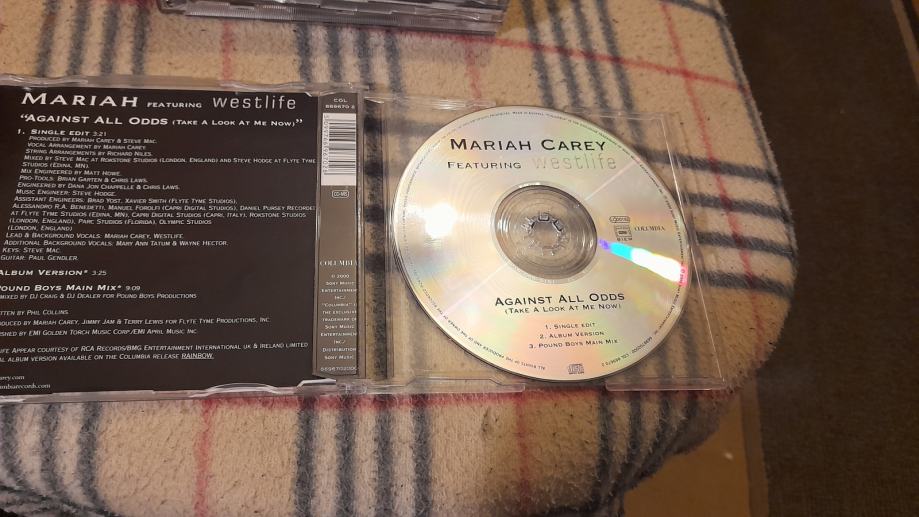 MARIAH FEATURING westlife
"AGAINST ALL ODDS (TAKE A LOOK AT ME NOW)"
1. SINGLE EDIT 3:21
PRODUCED BY MARIAH CAREY & STEVE MAC.
VOCAL ARRANGEMENT BY MARIAH CAREY.
STRING ARRANGEMENTS BY RICHARD NILES.
MIXED BY STEVE MAC AT ROKSTONE STUDIOS (LONDON, ENGLAND) AND STEVE HODGE AT FLYTE TYME
STUDIOS (EDINA, MN).
MIX ENGINEERED BY MATT HOWE.
PRO-TOOLS: BRIAN GARTEN & CHRIS LAWS.
ENGINEERED BY DANA JON CHAPPELLE & CHRIS LAWS.
MUSIC ENGINEER: STEVE HODGE.
ASSISTANT ENGINEERS: BRAD YOST, XAVIER SMITH (FLYTE TYME STUDIOS),
ALESSANDRO R.A. BENEDETTI, MANUEL FOROLFI (CAPRI DIGITAL STUDIOS), DANIEL PURSEY RECORDED
AT FLYTE TYME STUDIOS (EDINA, MN), CAPRI DIGITAL STUDIOS (CAPRI, ITALY), ROKSTONE STUDIOS
(LONDON, ENGLAND), PARC STUDIOS (FLORIDA), OLYMPIC STUDIOS
(LONDON, ENGLAND)
LEAD & BACKGROUND VOCALS: MARIAH CAREY, WESTLIFE.
ADDITIONAL BACKGROUND VOCALS: MARY ANN TATUM & WAYNE HECTOR.
KEYS: STEVE MAC.
GUITAR: PAUL GENDLER.
ALBUM VERSION* 3:25
POUND BOYS MAIN MIX* 9:09
MIXED BY DJ CRAIG & DJ DEALER FOR POUND BOYS PRODUCTIONS
BY PHIL COLLINS
BY MARIAH CAREY, JIMMY JAM & TERRY LEWIS FOR FLYTE TYME PRODUCTIONS, INC.
BY EMI GOLDEN TORCH MUSIC CORP/EMI APRIL MUSIC INC.
APPEAR COURTESY OF RCA RECORDS/BMG ENTERTAINMENT INTERNATIONAL UK & IRELAND LIMITED
ALBUM VERSION AVAILABLE ON THE COLUMBIA RELEASE RAINBOW.
COL
669670 2
CD-MS
COLUMBIA
© 2000
SONY MUSIC
ENTERTAINMENT
INC./
"COLUMBIA"
THE EXCLUSIVE
TRADEMARK OF
SONY MUSIC
ENTERTAINMENT
INC./
DISTRIBUTION
SONY MUSIC
MARIAH CAREY
FEATURING westlife
BIEM
COLUMBIA
AGAINST ALL ODDS
(TAKE A LOOK AT ME NOW)
1. SINGLE EDIT
2. ALBUM VERSION
3. POUND BOYS MAIN MIX